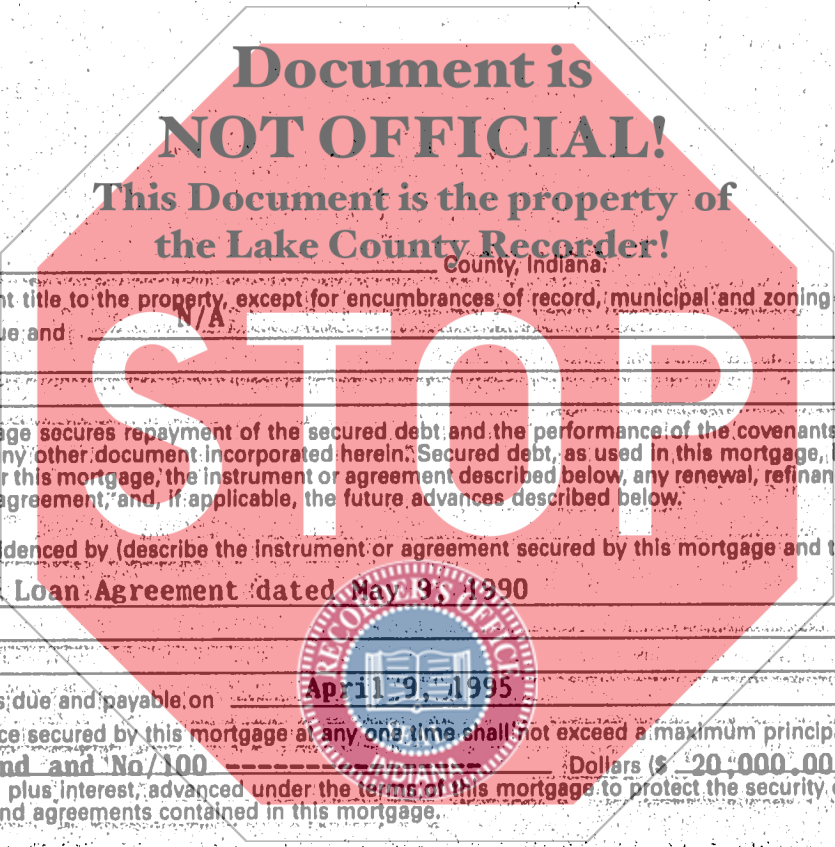 Document is
NOT OFFICIAL!
This Document is the property of
the Lake County Recorder!
County, Indiana.
nt title to the property, except for encumbrances of record, municipal and zoning
ue and N/A
STOP
age secures repayment of the secured debt and the performance of the covenants
ny other document incorporated herein. Secured debt, as used in this mortgage,
r this mortgage, the instrument or agreement described below, any renewal, refinan
agreement, and, if applicable, the future advances described below.
idenced by (describe the instrument or agreement secured by this mortgage and t
Loan Agreement dated May 9, 1990
RECORDER'S OFFICE
s due and payable on April 9, 1995
ce secured by this mortgage at any one time shall not exceed a maximum principa
INDIANA
nd and No/100 -------------------- Dollars ($ 20,000.00
plus interest, advanced under the terms of this mortgage to protect the security
nd agreements contained in this mortgage.